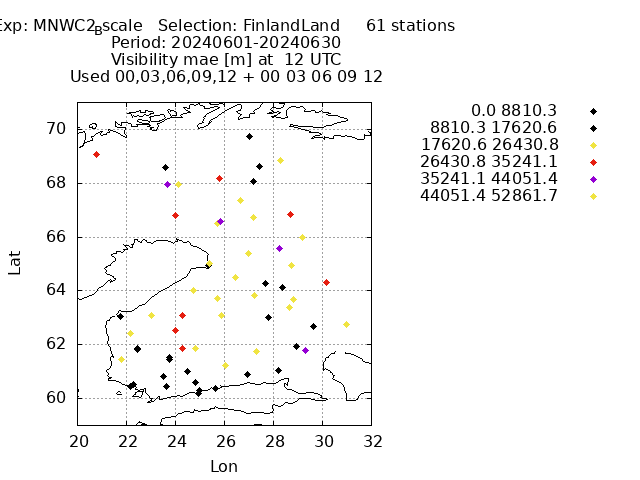 Exp: MNWC2_Bscale Selection: FinlandLand 61 stations
Period: 20240601-20240630
Visibility mae [m] at 12 UTC
Used 00,03,06,09,12 + 00 03 06 09 12
0.0 8810.3
8810.3 17620.6
17620.6 26430.8
26430.8 35241.1
35241.1 44051.4
44051.4 52861.7
70
68
66
64
62
60
Lat
20 22 24 26 28 30 32
Lon